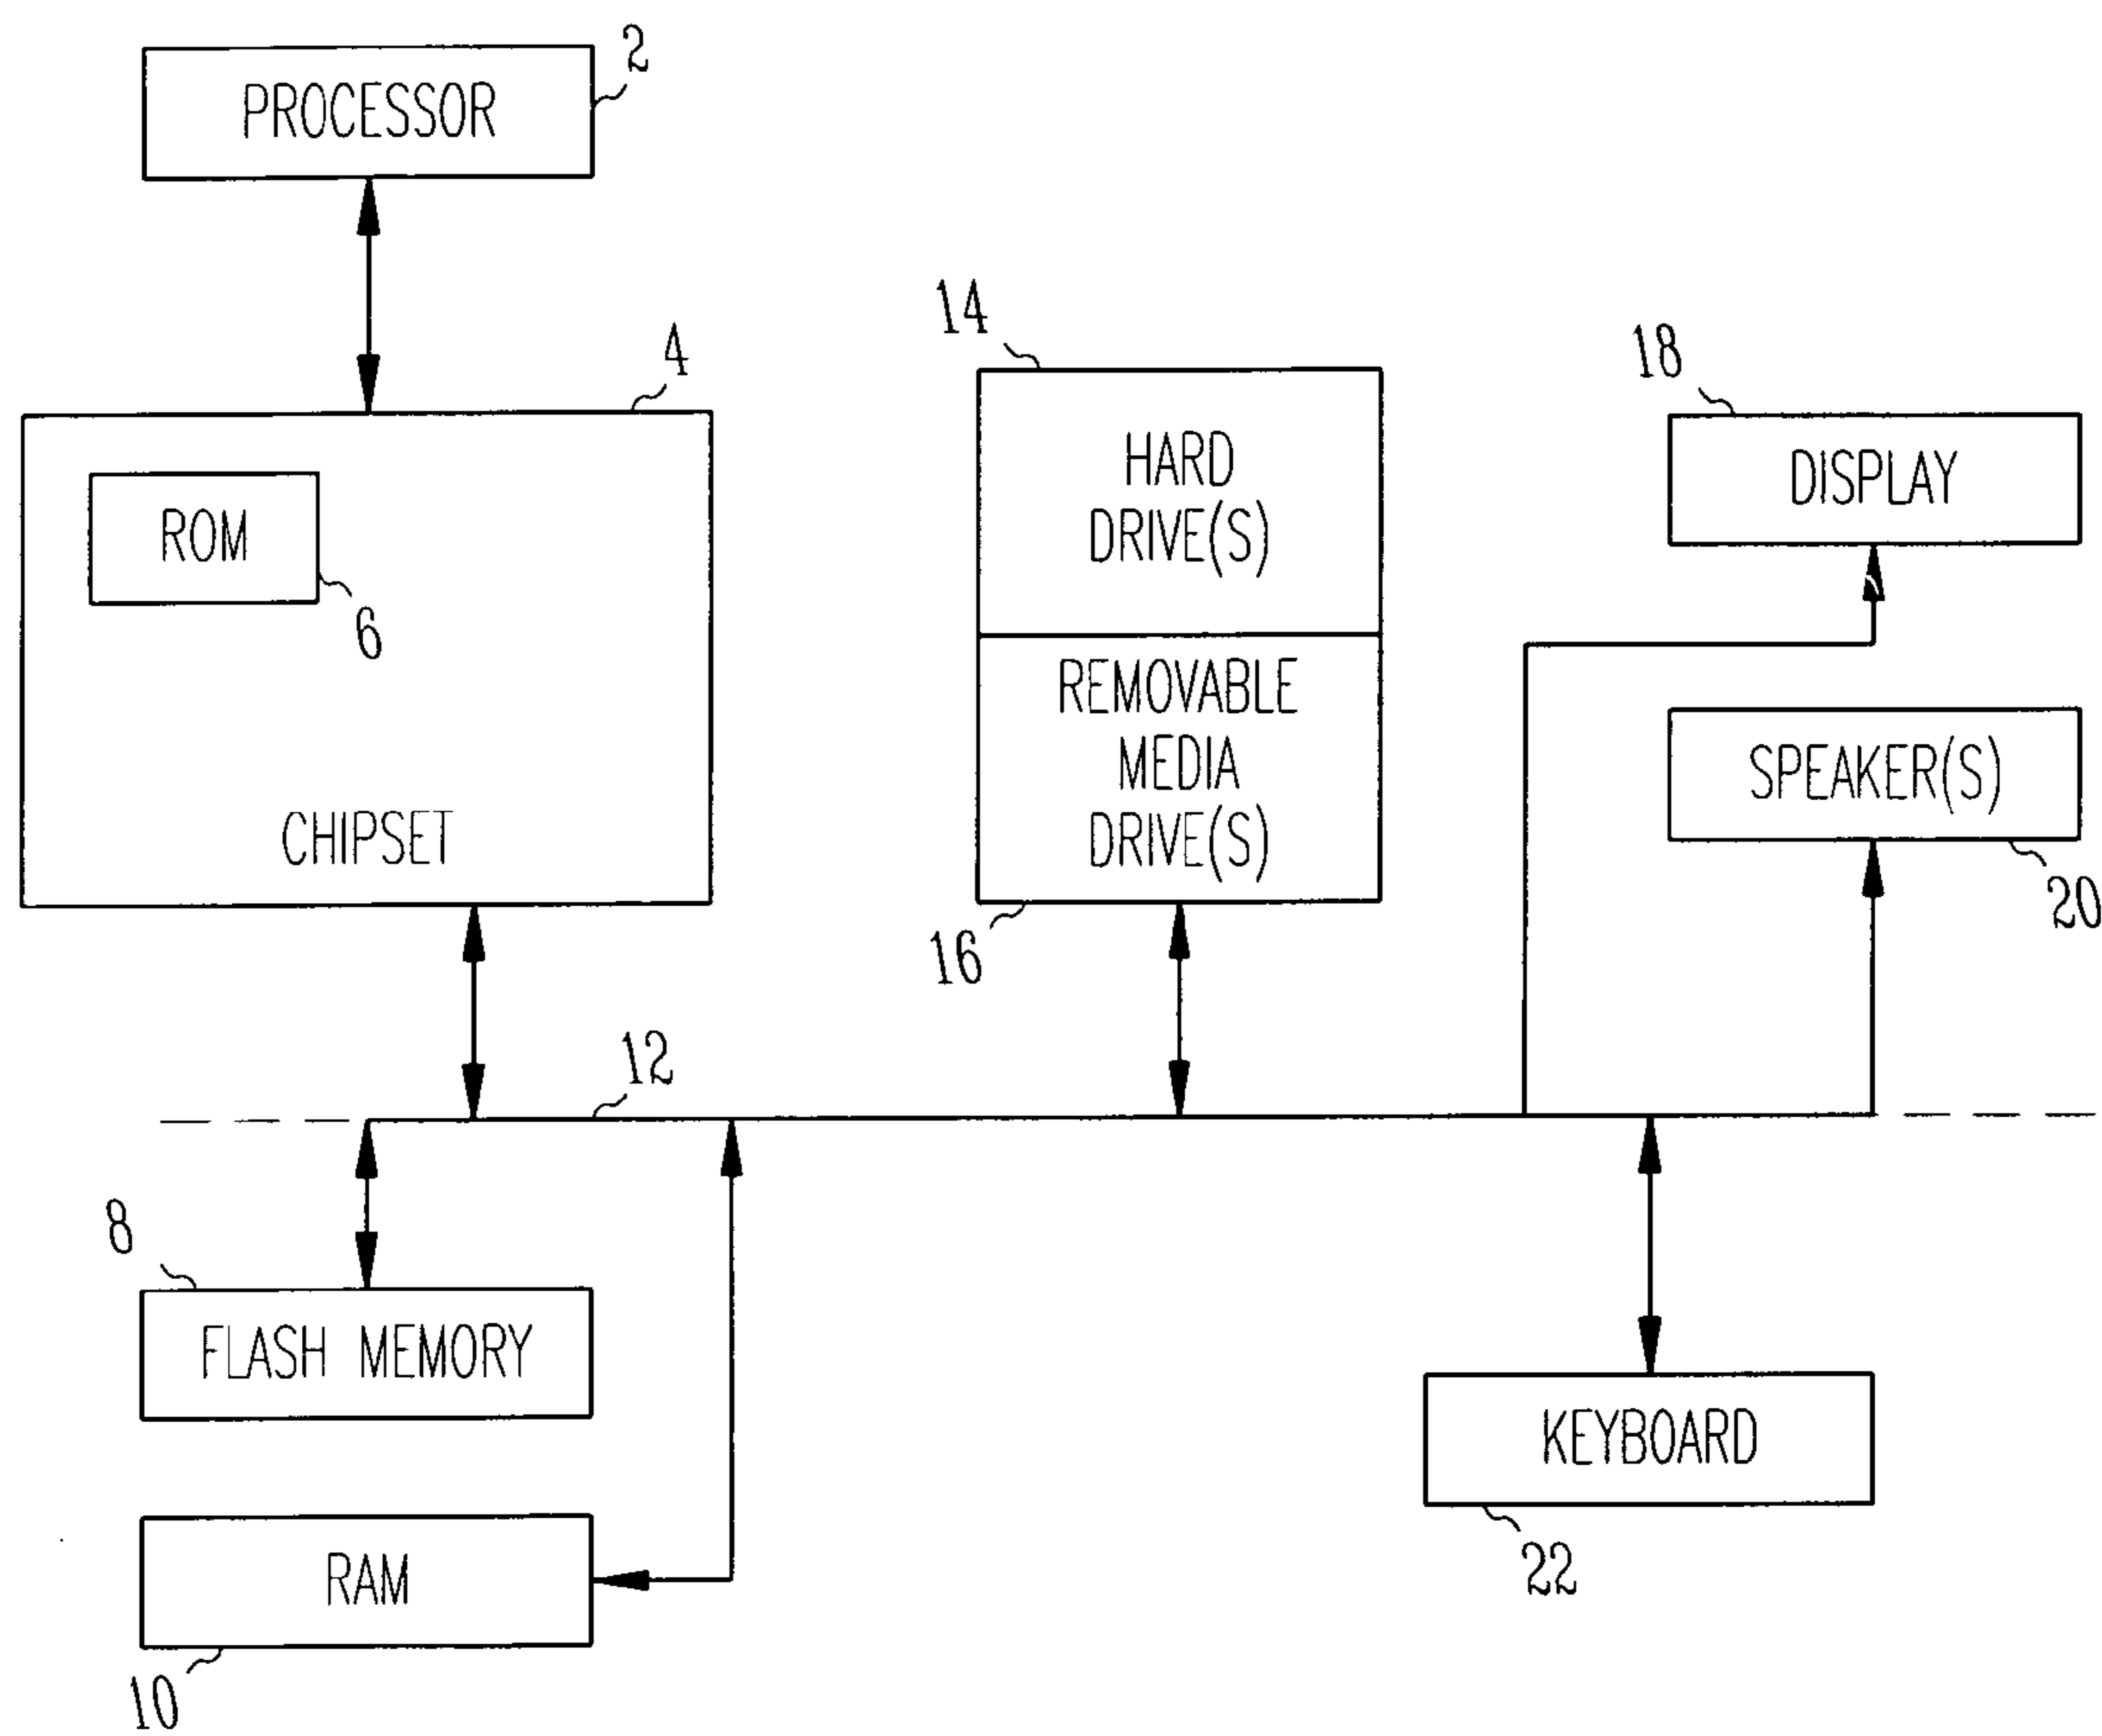 2
PROCESSOR
4
ROM
6
CHIPSET
14
HARD
DRIVE(S)
REMOVABLE
MEDIA
DRIVE(S)
16
18
DISPLAY
SPEAKER(S)
20
12
8
FLASH MEMORY
RAM
10
KEYBOARD
22